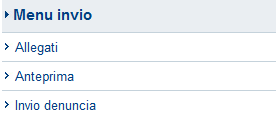 Menu invio
Allegati
Anteprima
Invio denuncia